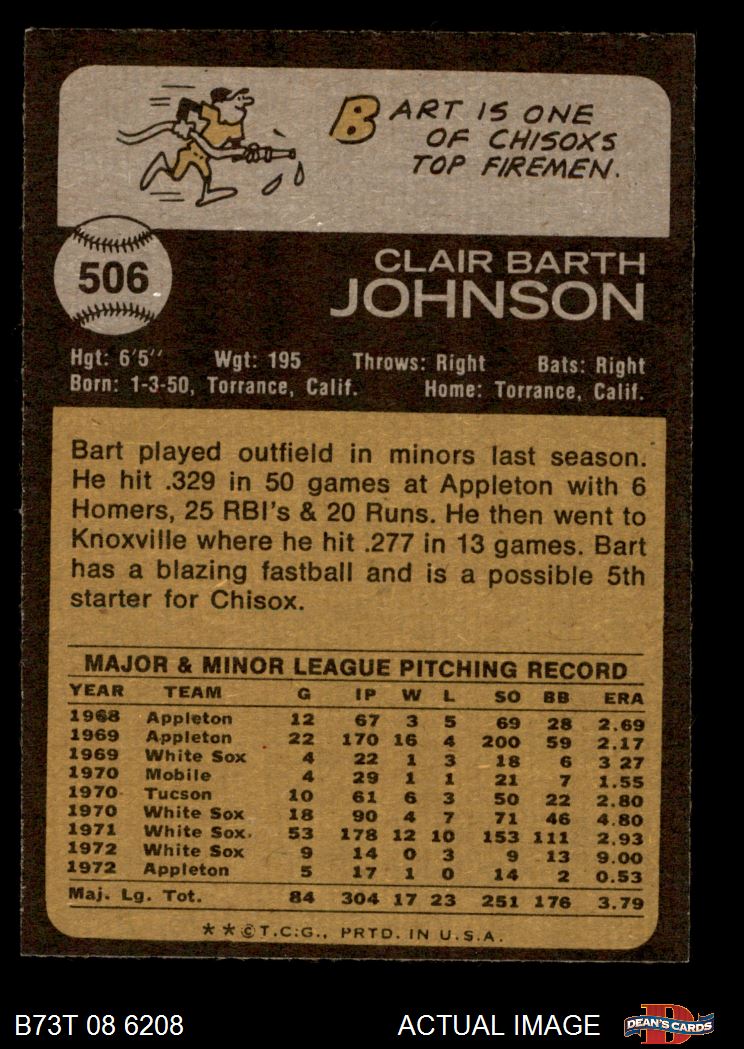 BART IS ONE
OF CHISOXS
TOP FIREMEN.
506
CLAIR BARTH
JOHNSON
Hgt: 6'5'' Wgt: 195 Throws: Right Bats: Right
Born: 1-3-50, Torrance, Calif. Home: Torrance, Calif.
Bart played outfield in minors last season.
He hit .329 in 50 games at Appleton with 6
Homers, 25 RBI's & 20 Runs. He then went to
Knoxville where he hit .277 in 13 games. Bart
has a blazing fastball and is a possible 5th
starter for Chisox.
MAJOR & MINOR LEAGUE PITCHING RECORD
YEAR TEAM G IP W L SO BB ERA
1968 Appleton 12 67 3 5 69 28 2.69
1969 Appleton 22 170 16 4 200 59 2.17
1969 White Sox 4 22 1 3 18 6 3 27
1970 Mobile 4 29 1 1 21 7 1.55
1970 Tucson 10 61 6 3 50 22 2.80
1970 White Sox 18 90 4 7 71 46 4.80
1971 White Sox. 53 178 12 10 153 111 2.93
1972 White Sox 9 14 0 3 9 13 9.00
1972 Appleton 5 17 1 0 14 2 0.53
Maj. Lg. Tot. 84 304 17 23 251 176 3.79
* * © T.C.G., PRTD. IN U.S.A.
B73T 08 6208 ACTUAL IMAGE
DEAN'S CARDS